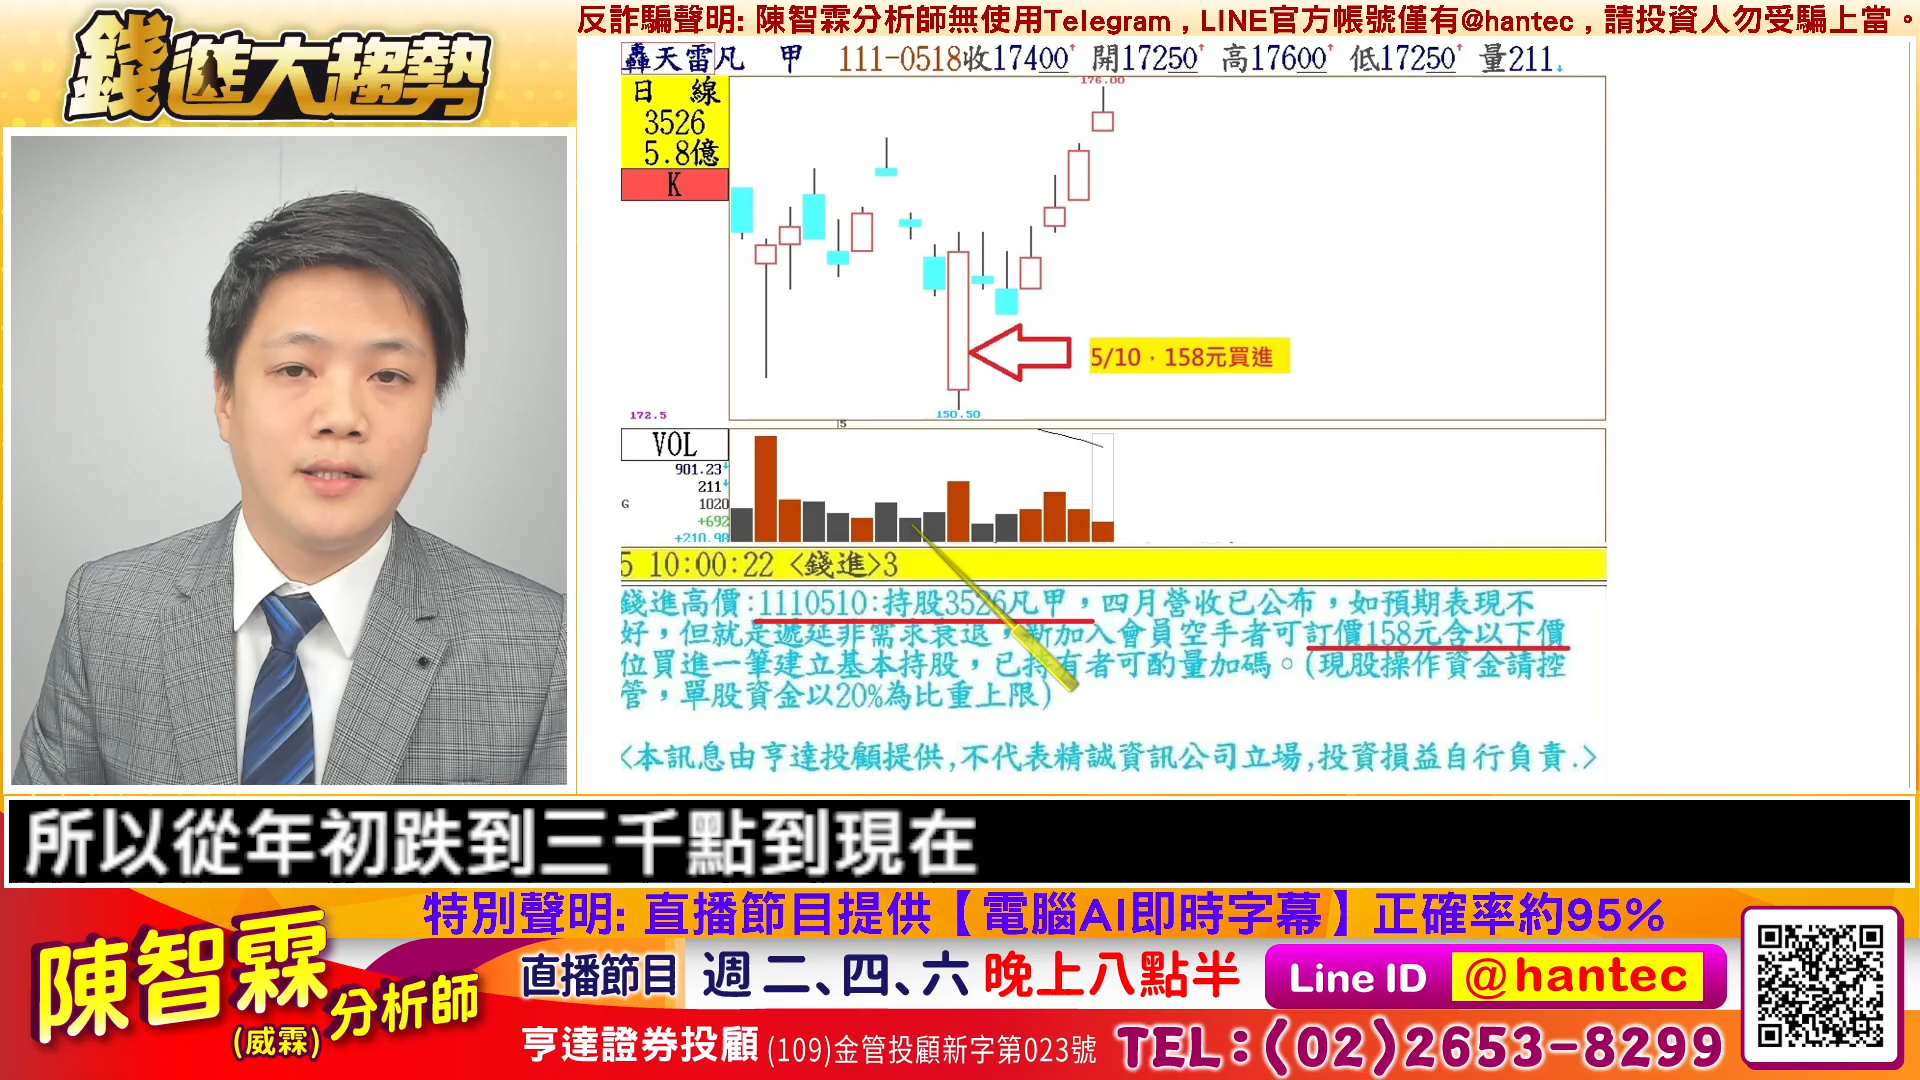 反詐騙聲明: 陳智霖分析師無使用Telegram , LINE官方帳號僅有@hantec , 請投資人勿受騙上當。
錢進大趨勢
轟天雷凡 甲 111-0518收17400↑ 開17250↑ 高17600↑ 低17250↑ 量211↓
日 線
3526
5.8億
K
176.00
5/10,158元買進
172.5
150.50
5
VOL
901.23↓
211↓
G 1020
+692
+210.98
5 10:00:22 <錢進>3
錢進高價:1110510:持股3526凡甲,四月營收已公布,如預期表現不
好,但就是遞延非需求衰退,新加入會員空手者可訂價158元含以下價
位買進一筆建立基本持股,已持有者可酌量加碼。(現股操作資金請控
管,單股資金以20%為比重上限)
<本訊息由亨達投顧提供,不代表精誠資訊公司立場,投資損益自行負責.>
所以從年初跌到三千點到現在
特別聲明: 直播節目提供【電腦AI即時字幕】正確率約95%
陳智霖分析師
(威霖)
直播節目 週二、四、六 晚上八點半
Line ID @hantec
亨達證券投顧 (109)金管投顧新字第023號 TEL:(02)2653-8299